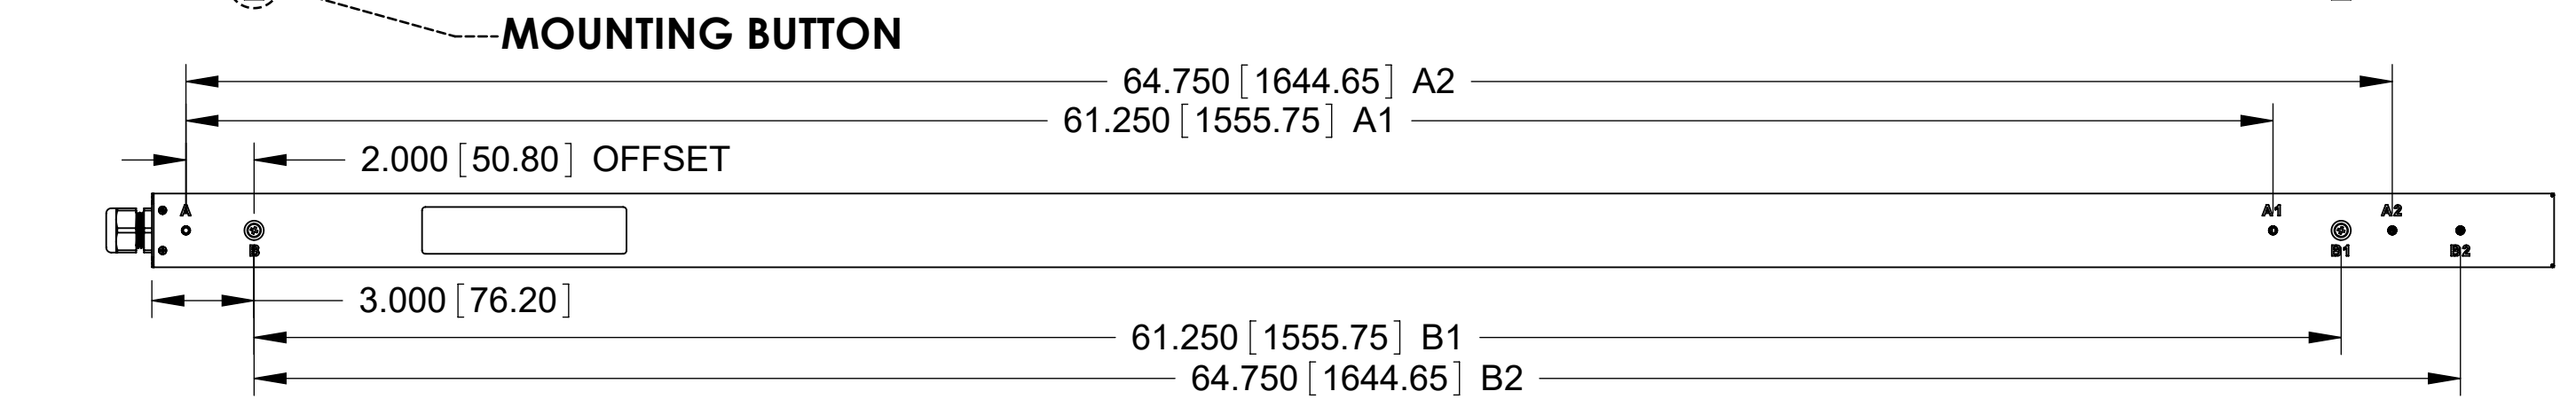 MOUNTING BUTTON
64.750 [1644.65] A2
61.250 [1555.75] A1
2.000 [50.80] OFFSET
A A1 A2
B B1 B2
3.000 [76.20]
61.250 [1555.75] B1
64.750 [1644.65] B2